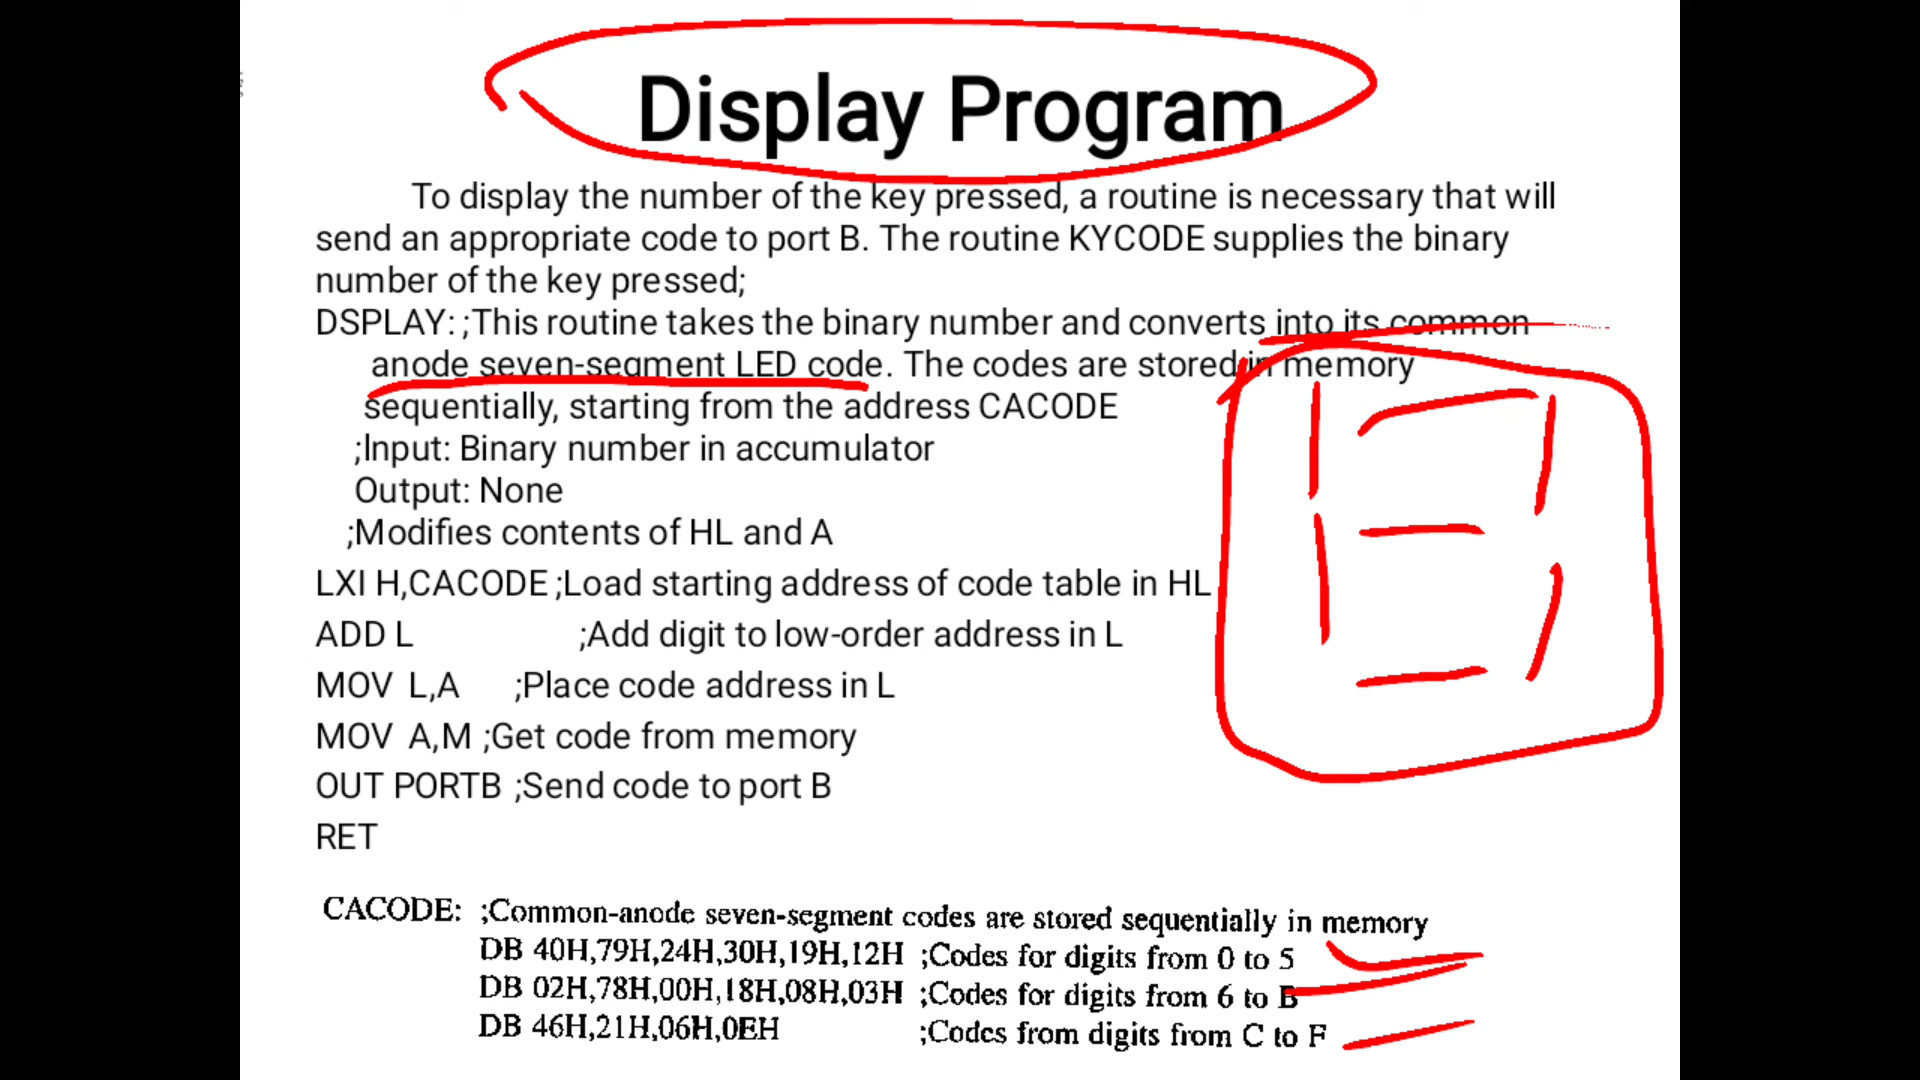 Display Program
To display the number of the key pressed, a routine is necessary that will
send an appropriate code to port B. The routine KYCODE supplies the binary
number of the key pressed;
DSPLAY: ;This routine takes the binary number and converts into its common
anode seven-segment LED code. The codes are stored in memory
sequentially, starting from the address CACODE
;Input: Binary number in accumulator
Output: None
;Modifies contents of HL and A
LXI H,CACODE ;Load starting address of code table in HL
ADD L ;Add digit to low-order address in L
MOV L,A ;Place code address in L
MOV A,M ;Get code from memory
OUT PORTB ;Send code to port B
RET
CACODE: ;Common-anode seven-segment codes are stored sequentially in memory
DB 40H,79H,24H,30H,19H,12H ;Codes for digits from 0 to 5
DB 02H,78H,00H,18H,08H,03H ;Codes for digits from 6 to B
DB 46H,21H,06H,0EH ;Codes from digits from C to F